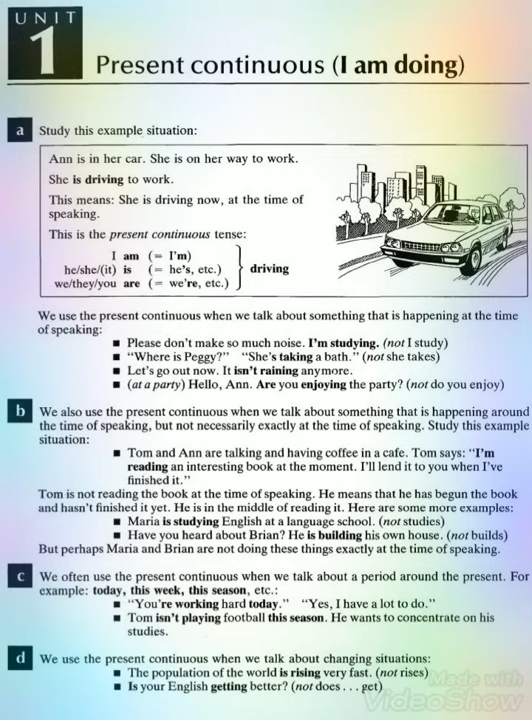 UNIT
1
Present continuous (I am doing)
a Study this example situation:
Ann is in her car. She is on her way to work.
She is driving to work.
This means: She is driving now, at the time of
speaking.
This is the present continuous tense:
I am (= I'm)
he/she/(it) is (= he's, etc.) driving
we/they/you are (= we're, etc.)
We use the present continuous when we talk about something that is happening at the time
of speaking:
■ Please don't make so much noise. I'm studying. (not I study)
■ "Where is Peggy?" "She's taking a bath." (not she takes)
■ Let's go out now. It isn't raining anymore.
■ (at a party) Hello, Ann. Are you enjoying the party? (not do you enjoy)
b We also use the present continuous when we talk about something that is happening around
the time of speaking, but not necessarily exactly at the time of speaking. Study this example
situation:
■ Tom and Ann are talking and having coffee in a cafe. Tom says: "I'm
reading an interesting book at the moment. I'll lend it to you when I've
finished it."
Tom is not reading the book at the time of speaking. He means that he has begun the book
and hasn't finished it yet. He is in the middle of reading it. Here are some more examples:
■ Maria is studying English at a language school. (not studies)
■ Have you heard about Brian? He is building his own house. (not builds)
But perhaps Maria and Brian are not doing these things exactly at the time of speaking.
c We often use the present continuous when we talk about a period around the present. For
example: today, this week, this season, etc.:
■ "You're working hard today." "Yes, I have a lot to do."
■ Tom isn't playing football this season. He wants to concentrate on his
studies.
d We use the present continuous when we talk about changing situations:
■ The population of the world is rising very fast. (not rises)
■ Is your English getting better? (not does . . . get)
Made with
VideoShow